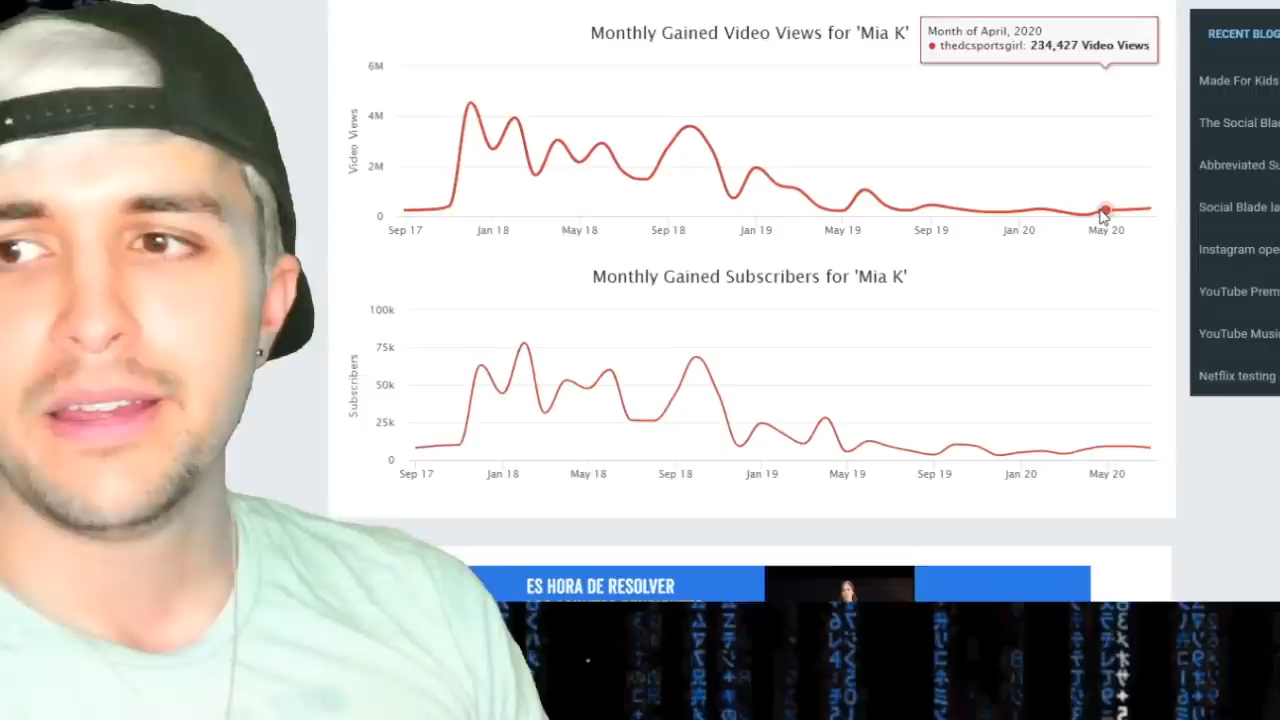 Monthly Gained Video Views for 'Mia K'
Month of April, 2020
thedcsportsgirl: 234,427 Video Views
6M
4M
2M
0
Video Views
Sep 17 Jan 18 May 18 Sep 18 Jan 19 May 19 Sep 19 Jan 20 May 20
Monthly Gained Subscribers for 'Mia K'
100k
75k
50k
25k
0
Subscribers
Sep 17 Jan 18 May 18 Sep 18 Jan 19 May 19 Sep 19 Jan 20 May 20
RECENT BLOG
Made For Kids
The Social Blad
Abbreviated Su
Social Blade la
Instagram ope
YouTube Prem
YouTube Music
Netflix testing
ES HORA DE RESOLVER